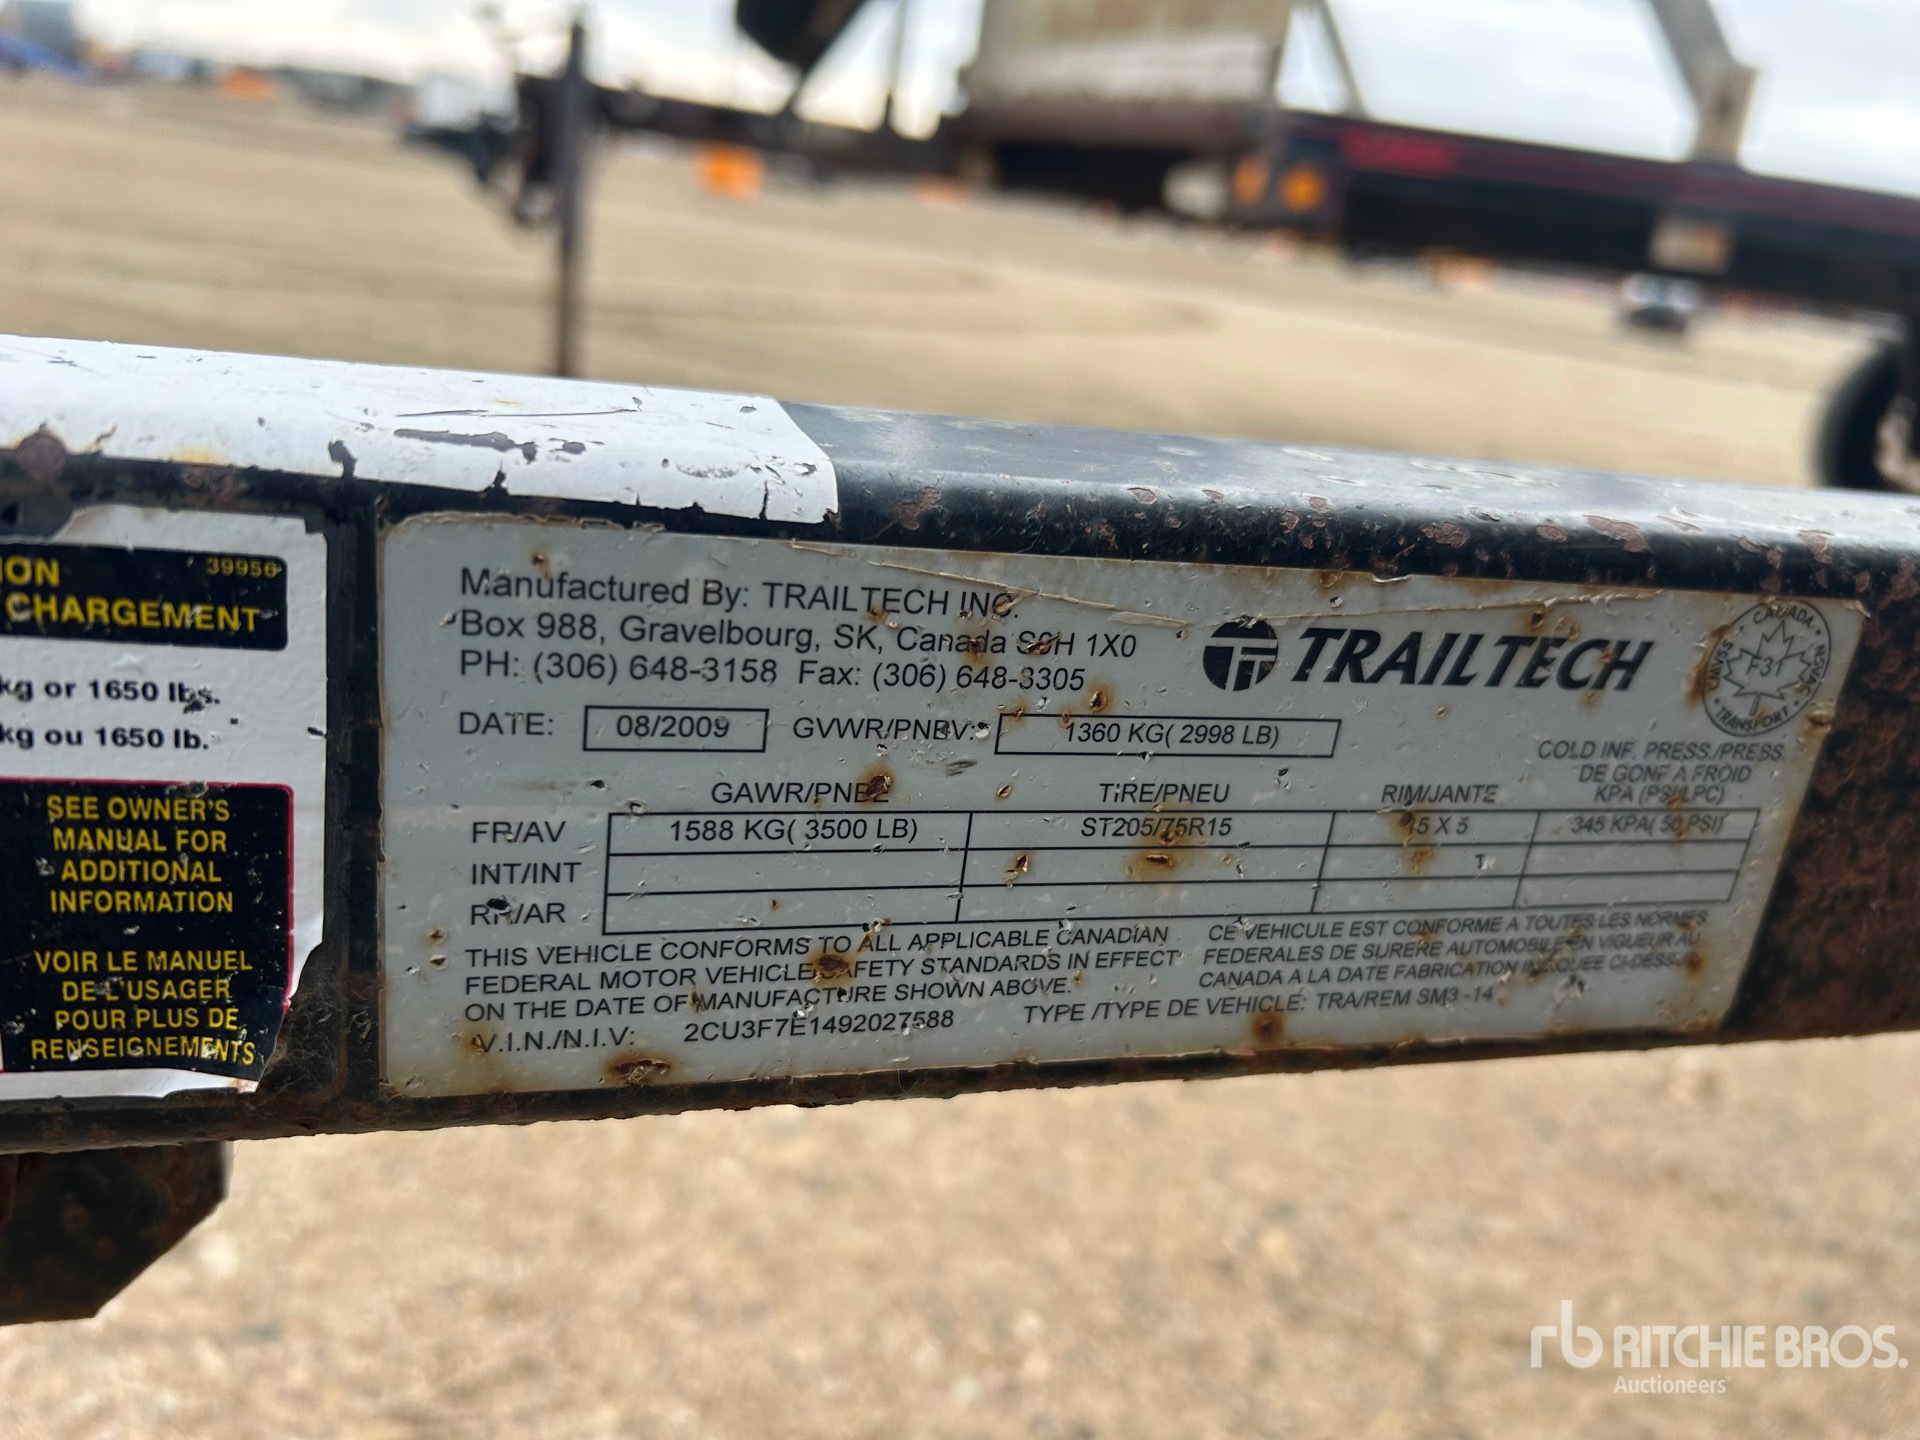 ION 39956
CHARGEMENT
kg or 1650 lbs.
kg ou 1650 lb.
SEE OWNER'S
MANUAL FOR
ADDITIONAL
INFORMATION
VOIR LE MANUEL
DE L'USAGER
POUR PLUS DE
RENSEIGNEMENTS
Manufactured By: TRAILTECH INC.
Box 988, Gravelbourg, SK, Canada S0H 1X0
PH: (306) 648-3158 Fax: (306) 648-3305
TRAILTECH
CANADA
CMVSS
F31
NSVAC
TRANSPORT
DATE: 08/2009 GVWR/PNBV: 1360 KG( 2998 LB)
COLD INF. PRESS./PRESS.
DE GONF A FROID
GAWR/PNBE TIRE/PNEU RIM/JANTE KPA (PSI/LPC)
FR/AV 1588 KG( 3500 LB) ST205/75R15 15 X 5 345 KPA( 50 PSI)
INT/INT
RR/AR
THIS VEHICLE CONFORMS TO ALL APPLICABLE CANADIAN
FEDERAL MOTOR VEHICLE SAFETY STANDARDS IN EFFECT
ON THE DATE OF MANUFACTURE SHOWN ABOVE.
CE VEHICULE EST CONFORME A TOUTES LES NORMES
FEDERALES DE SURERE AUTOMOBILE EN VIGUEUR AU
CANADA A LA DATE FABRICATION INDIQUEE CI-DESSUS
V.I.N./N.I.V: 2CU3F7E1492027588 TYPE /TYPE DE VEHICLE: TRA/REM SM3 -14
rb RITCHIE BROS.
Auctioneers